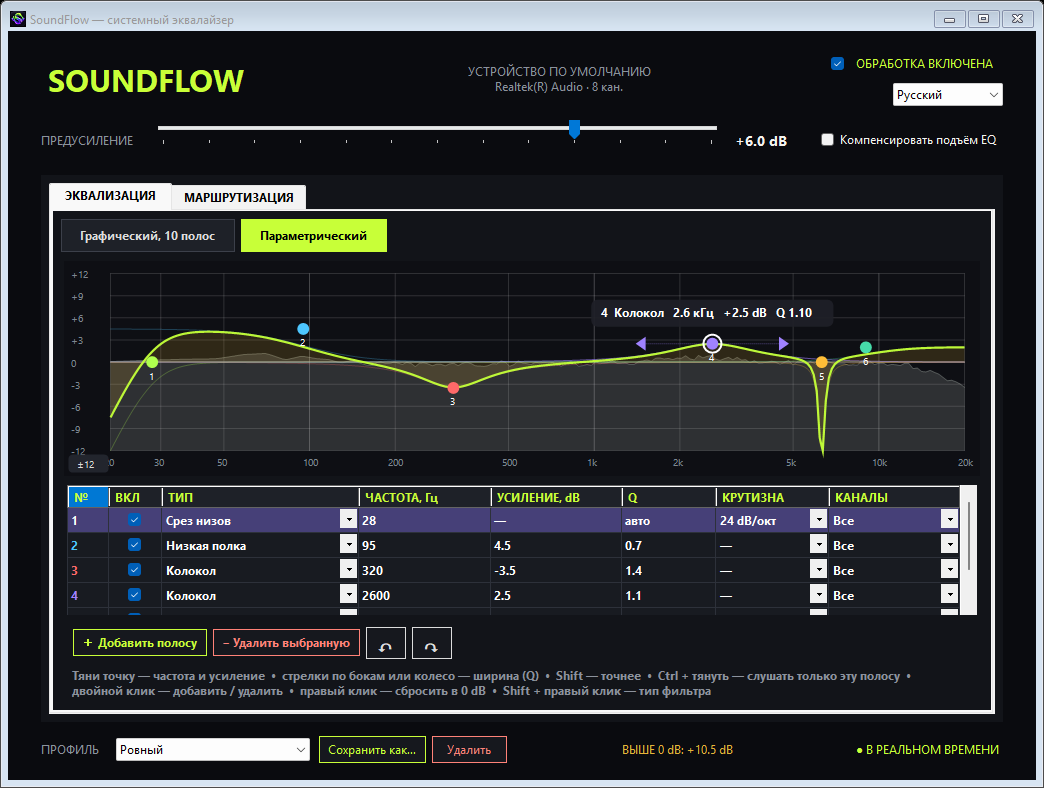 SoundFlow — системный эквалайзер
SOUNDFLOW
УСТРОЙСТВО ПО УМОЛЧАНИЮ
Realtek(R) Audio · 8 кан.
ОБРАБОТКА ВКЛЮЧЕНА
Русский
ПРЕДУСИЛЕНИЕ
+6.0 dB
Компенсировать подъём EQ
ЭКВАЛИЗАЦИЯ МАРШРУТИЗАЦИЯ
Графический, 10 полос Параметрический
+12
+9
+6
+3
0
-3
-6
-9
-12
4 Колокол 2.6 кГц +2.5 dB Q 1.10
1
2
3
4
5
6
±12
0 30 50 100 200 500 1k 2k 5k 10k 20k
№ ВКЛ ТИП ЧАСТОТА, Гц УСИЛЕНИЕ, dB Q КРУТИЗНА КАНАЛЫ
1 Срез низов 28 — авто 24 dB/окт Все
2 Низкая полка 95 4.5 0.7 — Все
3 Колокол 320 -3.5 1.4 — Все
4 Колокол 2600 2.5 1.1 — Все
+ Добавить полосу – Удалить выбранную
Тяни точку — частота и усиление • стрелки по бокам или колесо — ширина (Q) • Shift — точнее • Ctrl + тянуть — слушать только эту полосу •
двойной клик — добавить / удалить • правый клик — сбросить в 0 dB • Shift + правый клик — тип фильтра
ПРОФИЛЬ Ровный Сохранить как... Удалить ВЫШЕ 0 dB: +10.5 dB ● В РЕАЛЬНОМ ВРЕМЕНИ